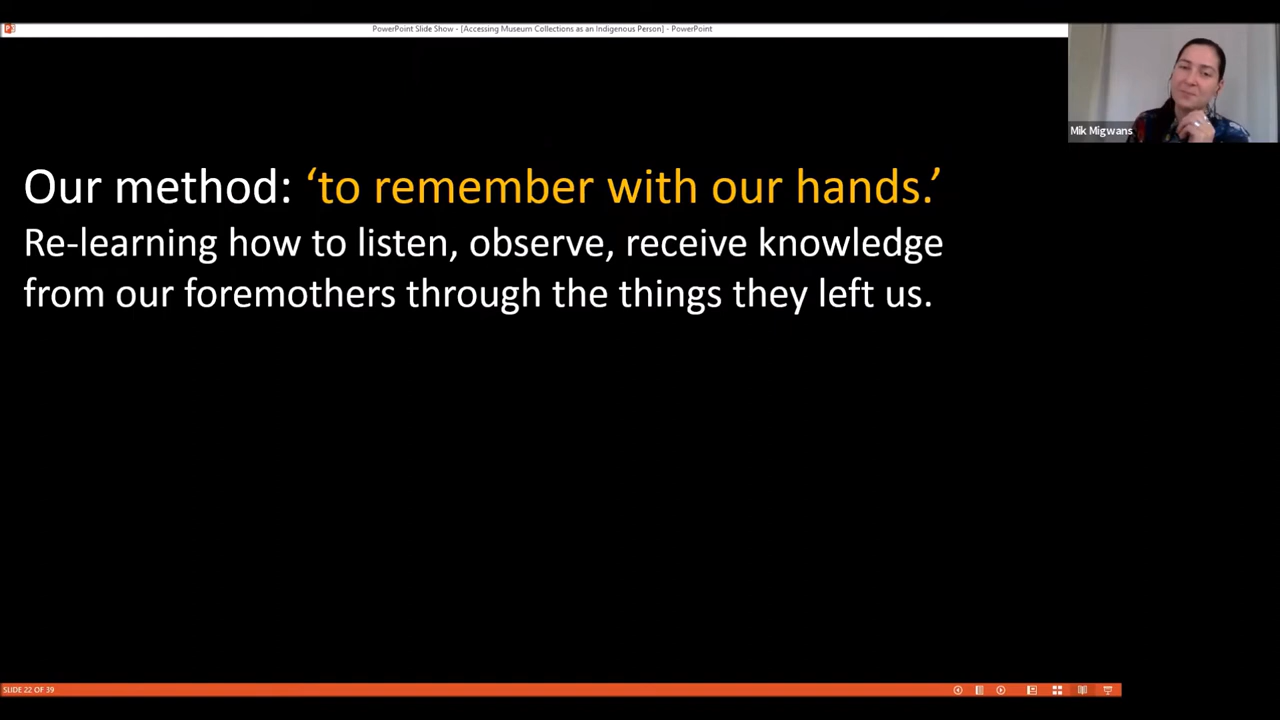 PowerPoint Slide Show - [Accessing Museum Collections as an Indigenous Person] - PowerPoint
Mik Migwans
Our method: ‘to remember with our hands.’
Re-learning how to listen, observe, receive knowledge
from our foremothers through the things they left us.
SLIDE 22 OF 39